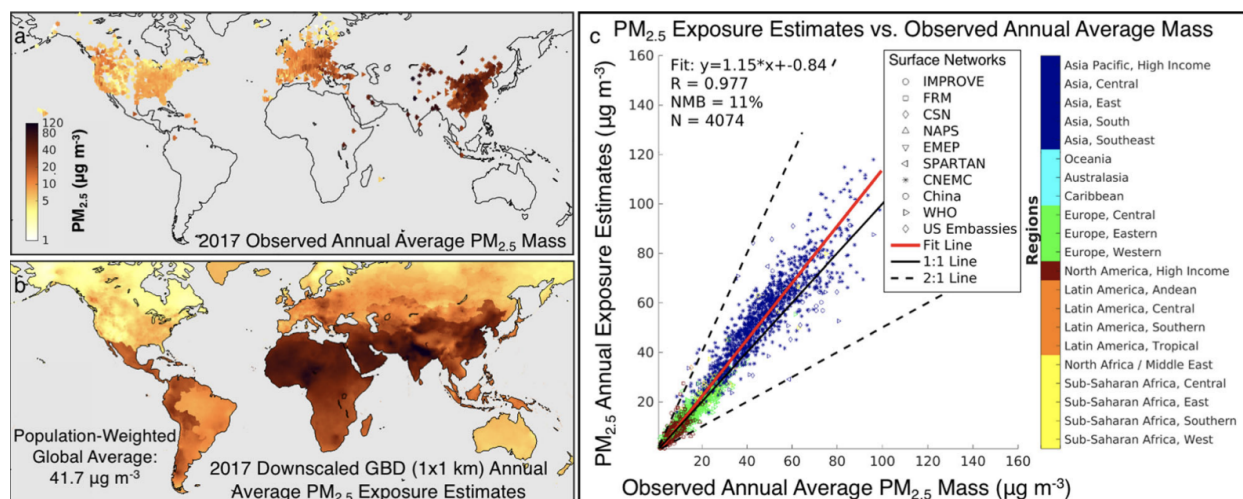 a
120
80
40
20
10
5
1
PM2.5 (µg m-3)
2017 Observed Annual Average PM2.5 Mass
b
Population-Weighted
Global Average:
41.7 µg m-3
2017 Downscaled GBD (1x1 km) Annual
Average PM2.5 Exposure Estimates
c
PM2.5 Exposure Estimates vs. Observed Annual Average Mass
PM2.5 Annual Exposure Estimates (µg m-3)
160
140
120
100
80
60
40
20
Fit: y=1.15*x+-0.84
R = 0.977
NMB = 11%
N = 4074
Surface Networks
IMPROVE
FRM
CSN
NAPS
EMEP
SPARTAN
CNEMC
China
WHO
US Embassies
Fit Line
1:1 Line
2:1 Line
20 40 60 80 100 120 140 160
Observed Annual Average PM2.5 Mass (µg m-3)
Regions
Asia Pacific, High Income
Asia, Central
Asia, East
Asia, South
Asia, Southeast
Oceania
Australasia
Caribbean
Europe, Central
Europe, Eastern
Europe, Western
North America, High Income
Latin America, Andean
Latin America, Central
Latin America, Southern
Latin America, Tropical
North Africa / Middle East
Sub-Saharan Africa, Central
Sub-Saharan Africa, East
Sub-Saharan Africa, Southern
Sub-Saharan Africa, West